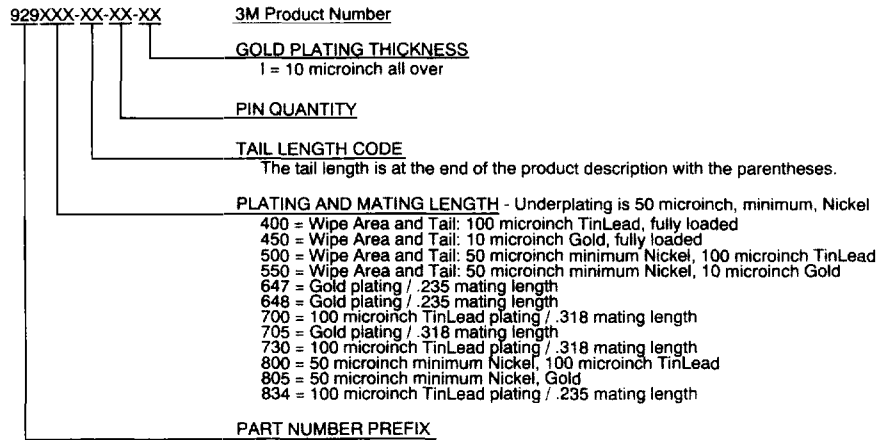 929XXX-XX-XX-XX 3M Product Number
GOLD PLATING THICKNESS
I = 10 microinch all over
PIN QUANTITY
TAIL LENGTH CODE
The tail length is at the end of the product description with the parentheses.
PLATING AND MATING LENGTH - Underplating is 50 microinch, minimum, Nickel
400 = Wipe Area and Tail: 100 microinch TinLead, fully loaded
450 = Wipe Area and Tail: 10 microinch Gold, fully loaded
500 = Wipe Area and Tail: 50 microinch minimum Nickel, 100 microinch TinLead
550 = Wipe Area and Tail: 50 microinch minimum Nickel, 10 microinch Gold
647 = Gold plating / .235 mating length
648 = Gold plating / .235 mating length
700 = 100 microinch TinLead plating / .318 mating length
705 = Gold plating / .318 mating length
730 = 100 microinch TinLead plating / .318 mating length
800 = 50 microinch minimum Nickel, 100 microinch TinLead
805 = 50 microinch minimum Nickel, Gold
834 = 100 microinch TinLead plating / .235 mating length
PART NUMBER PREFIX